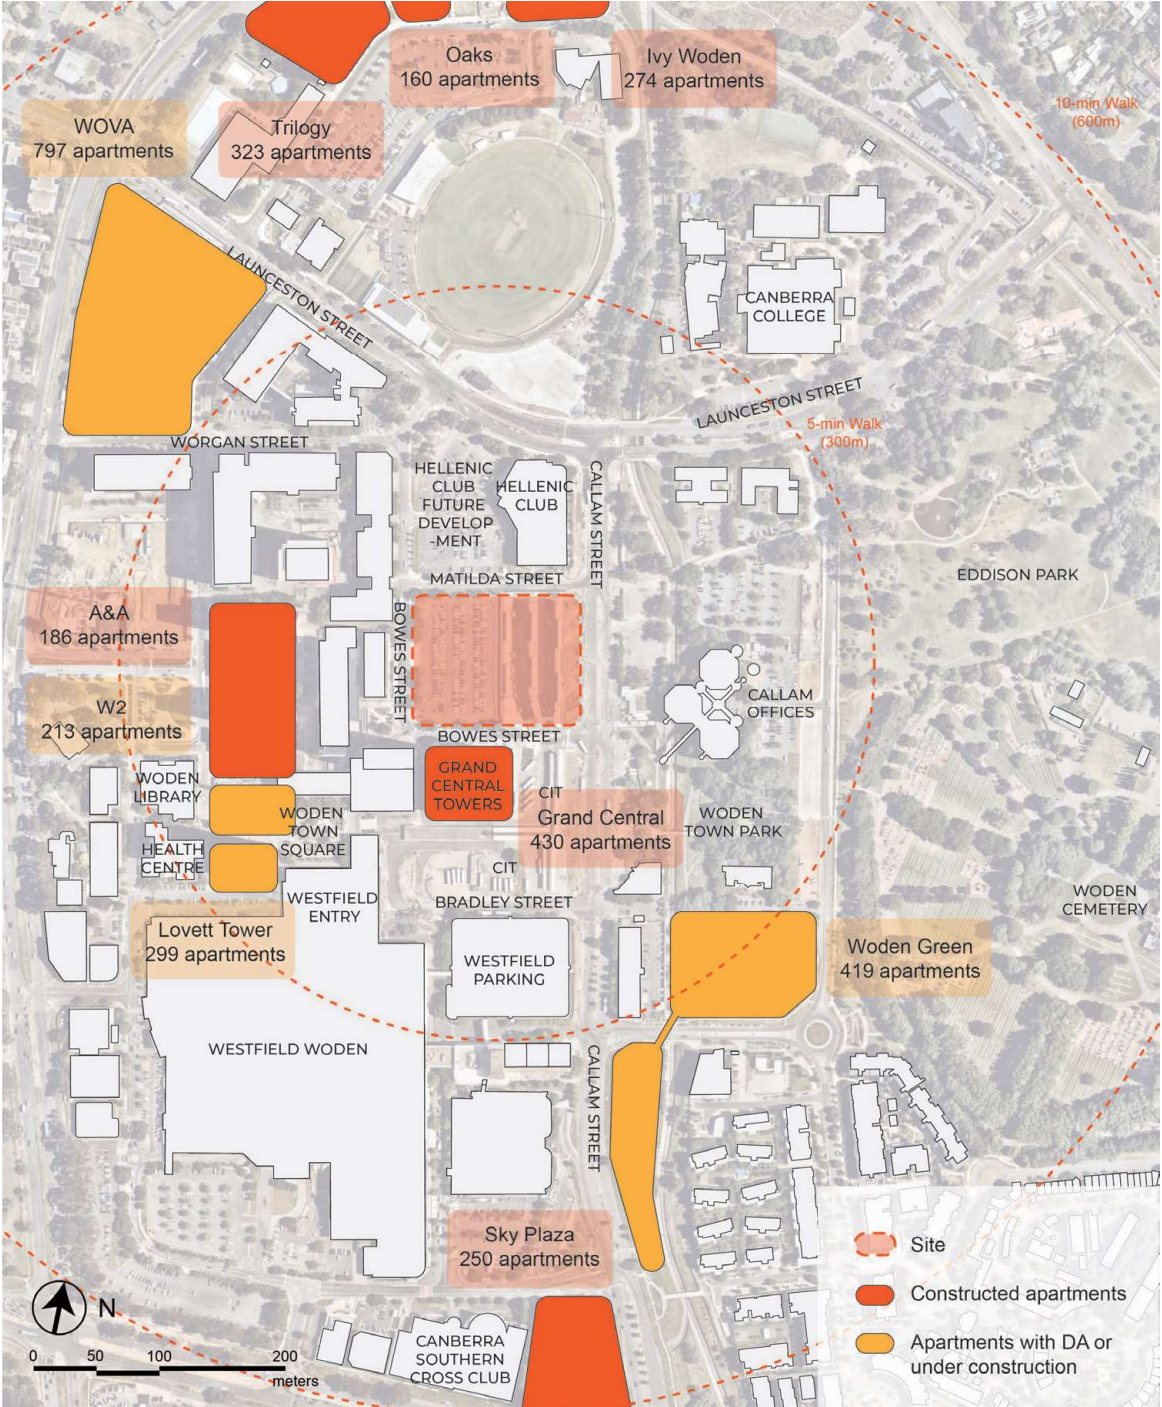 Oaks
160 apartments
Ivy Woden
274 apartments
10-min Walk
(600m)
WOVA
797 apartments
Trilogy
323 apartments
LAUNCESTON STREET
CANBERRA
COLLEGE
LAUNCESTON STREET
5-min Walk
(300m)
WORGAN STREET
HELLENIC
CLUB
FUTURE
DEVELOP
-MENT
HELLENIC
CLUB
CALLAM STREET
MATILDA STREET
EDDISON PARK
A&A
186 apartments
BOWES STREET
W2
213 apartments
CALLAM
OFFICES
BOWES STREET
GRAND
CENTRAL
TOWERS
WODEN
LIBRARY
CIT
Grand Central
430 apartments
WODEN
TOWN PARK
WODEN
TOWN
SQUARE
HEALTH
CENTRE
CIT
WESTFIELD
ENTRY
BRADLEY STREET
WODEN
CEMETERY
Lovett Tower
299 apartments
WESTFIELD
PARKING
Woden Green
419 apartments
WESTFIELD WODEN
CALLAM STREET
Sky Plaza
250 apartments
Site
Constructed apartments
Apartments with DA or
under construction
N
0 50 100 200
meters
CANBERRA
SOUTHERN
CROSS CLUB